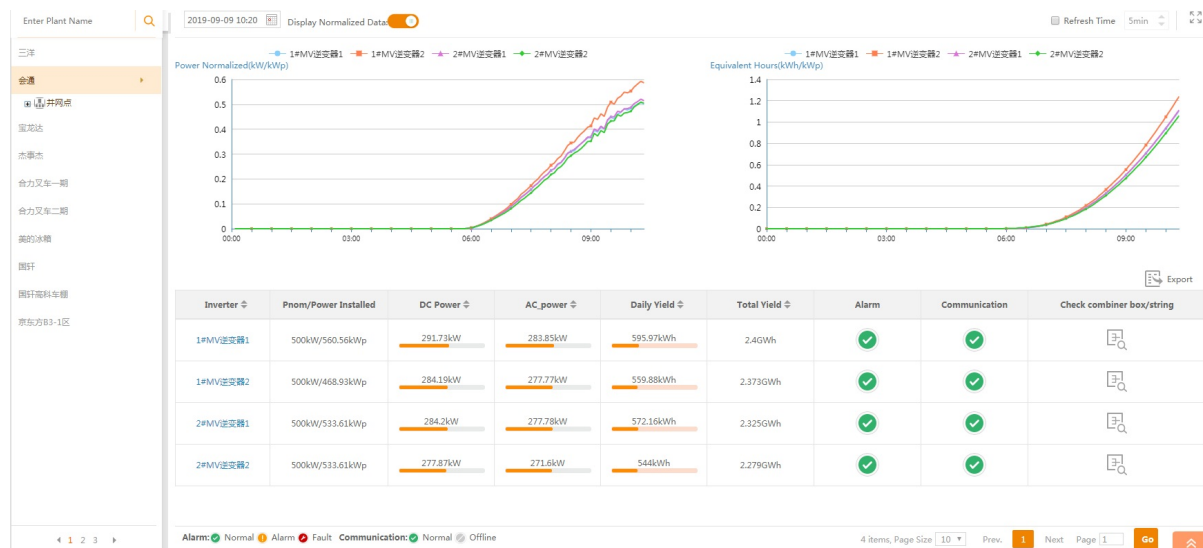 Enter Plant Name
2019-09-09 10:20 Display Normalized Data:
Refresh Time 5min
三洋
会通
并网点
宝龙达
杰事杰
合力叉车一期
合力叉车二期
美的冰箱
国轩
国轩高科车棚
京东方B3-1区
1 2 3
1#MV逆变器1 1#MV逆变器2 2#MV逆变器1 2#MV逆变器2
Power Normalized(kW/kWp)
0.6
0.5
0.4
0.3
0.2
0.1
0
00:00 03:00 06:00 09:00
1#MV逆变器1 1#MV逆变器2 2#MV逆变器1 2#MV逆变器2
Equivalent Hours(kWh/kWp)
1.4
1.2
1
0.8
0.6
0.4
0.2
0
00:00 03:00 06:00 09:00
Export
Inverter Pnom/Power Installed DC Power AC_power Daily Yield Total Yield Alarm Communication Check combiner box/string
1#MV逆变器1 500kW/560.56kWp 291.73kW 283.85kW 595.97kWh 2.4GWh
1#MV逆变器2 500kW/468.93kWp 284.19kW 277.77kW 559.88kWh 2.373GWh
2#MV逆变器1 500kW/533.61kWp 284.2kW 277.78kW 572.16kWh 2.325GWh
2#MV逆变器2 500kW/533.61kWp 277.87kW 271.6kW 544kWh 2.279GWh
Alarm: Normal Alarm Fault Communication: Normal Offline
4 items, Page Size 10 Prev. 1 Next Page 1 Go